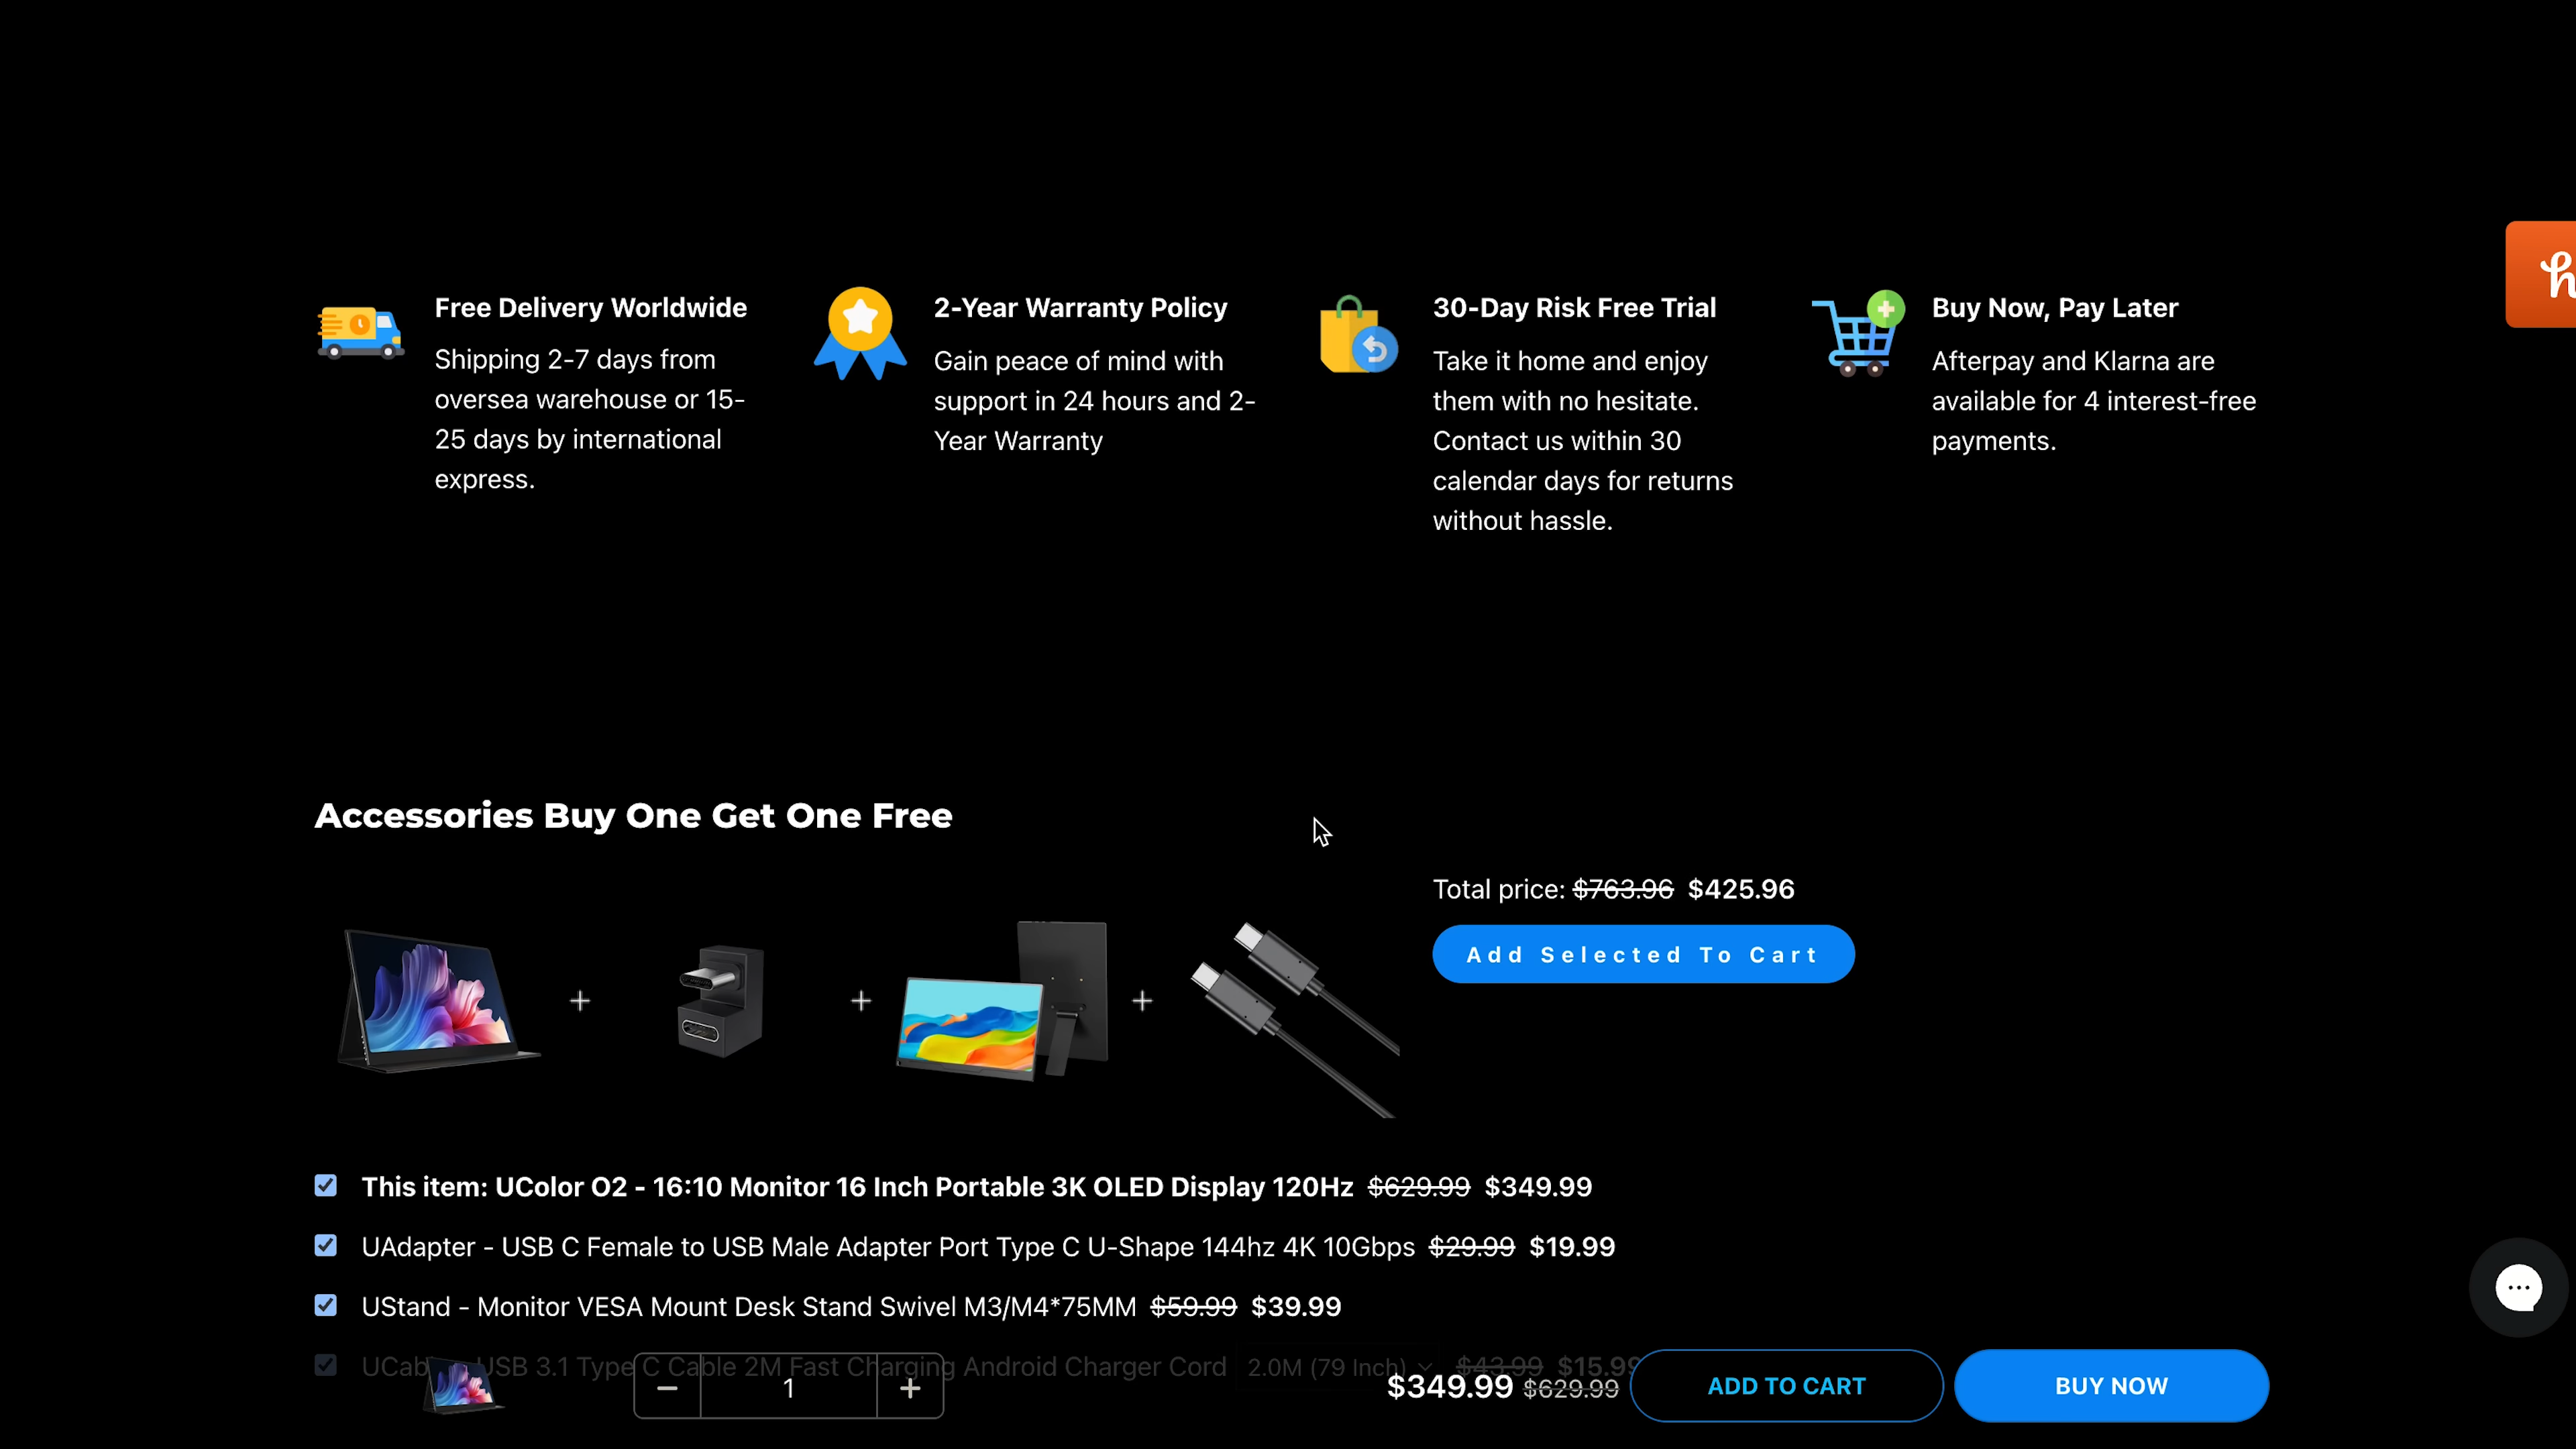 Free Delivery Worldwide
Shipping 2-7 days from
oversea warehouse or 15-
25 days by international
express.
2-Year Warranty Policy
Gain peace of mind with
support in 24 hours and 2-
Year Warranty
30-Day Risk Free Trial
Take it home and enjoy
them with no hesitate.
Contact us within 30
calendar days for returns
without hassle.
Buy Now, Pay Later
Afterpay and Klarna are
available for 4 interest-free
payments.
h
Accessories Buy One Get One Free
Total price: $763.96 $425.96
Add Selected To Cart
This item: UColor O2 - 16:10 Monitor 16 Inch Portable 3K OLED Display 120Hz $629.99 $349.99
UAdapter - USB C Female to USB Male Adapter Port Type C U-Shape 144hz 4K 10Gbps $29.99 $19.99
UStand - Monitor VESA Mount Desk Stand Swivel M3/M4*75MM $59.99 $39.99
USB 3.1 Type C Cable 2M Fast Charging Android Charger Cord 2.0M (79 Inch) $43.99 $15.99
− 1 + $349.99 $629.99 ADD TO CART BUY NOW